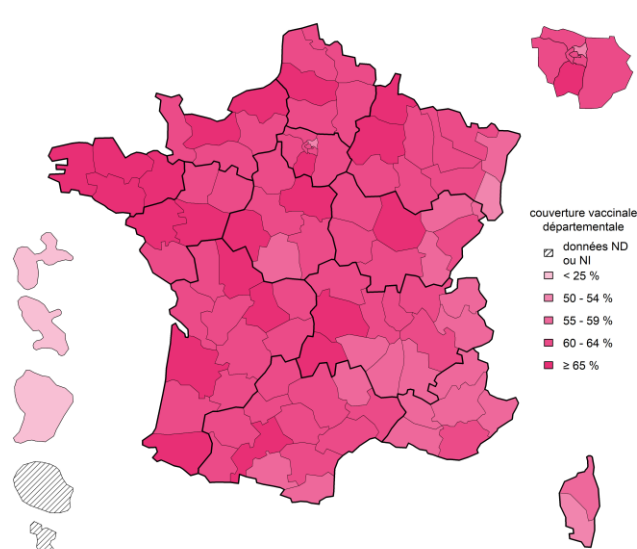 couverture vaccinale
départementale
données ND
ou NI
< 25 %
50 - 54 %
55 - 59 %
60 - 64 %
≥ 65 %